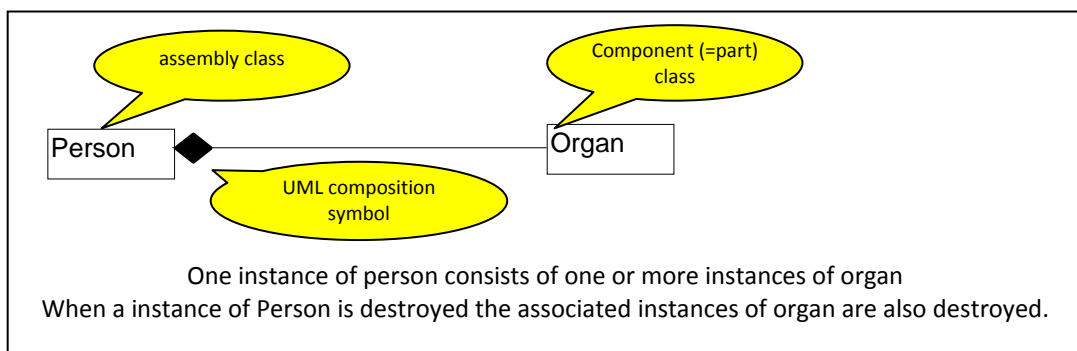 assembly class
Component (=part)
class
Person
Organ
UML composition
symbol
One instance of person consists of one or more instances of organ
When a instance of Person is destroyed the associated instances of organ are also destroyed.